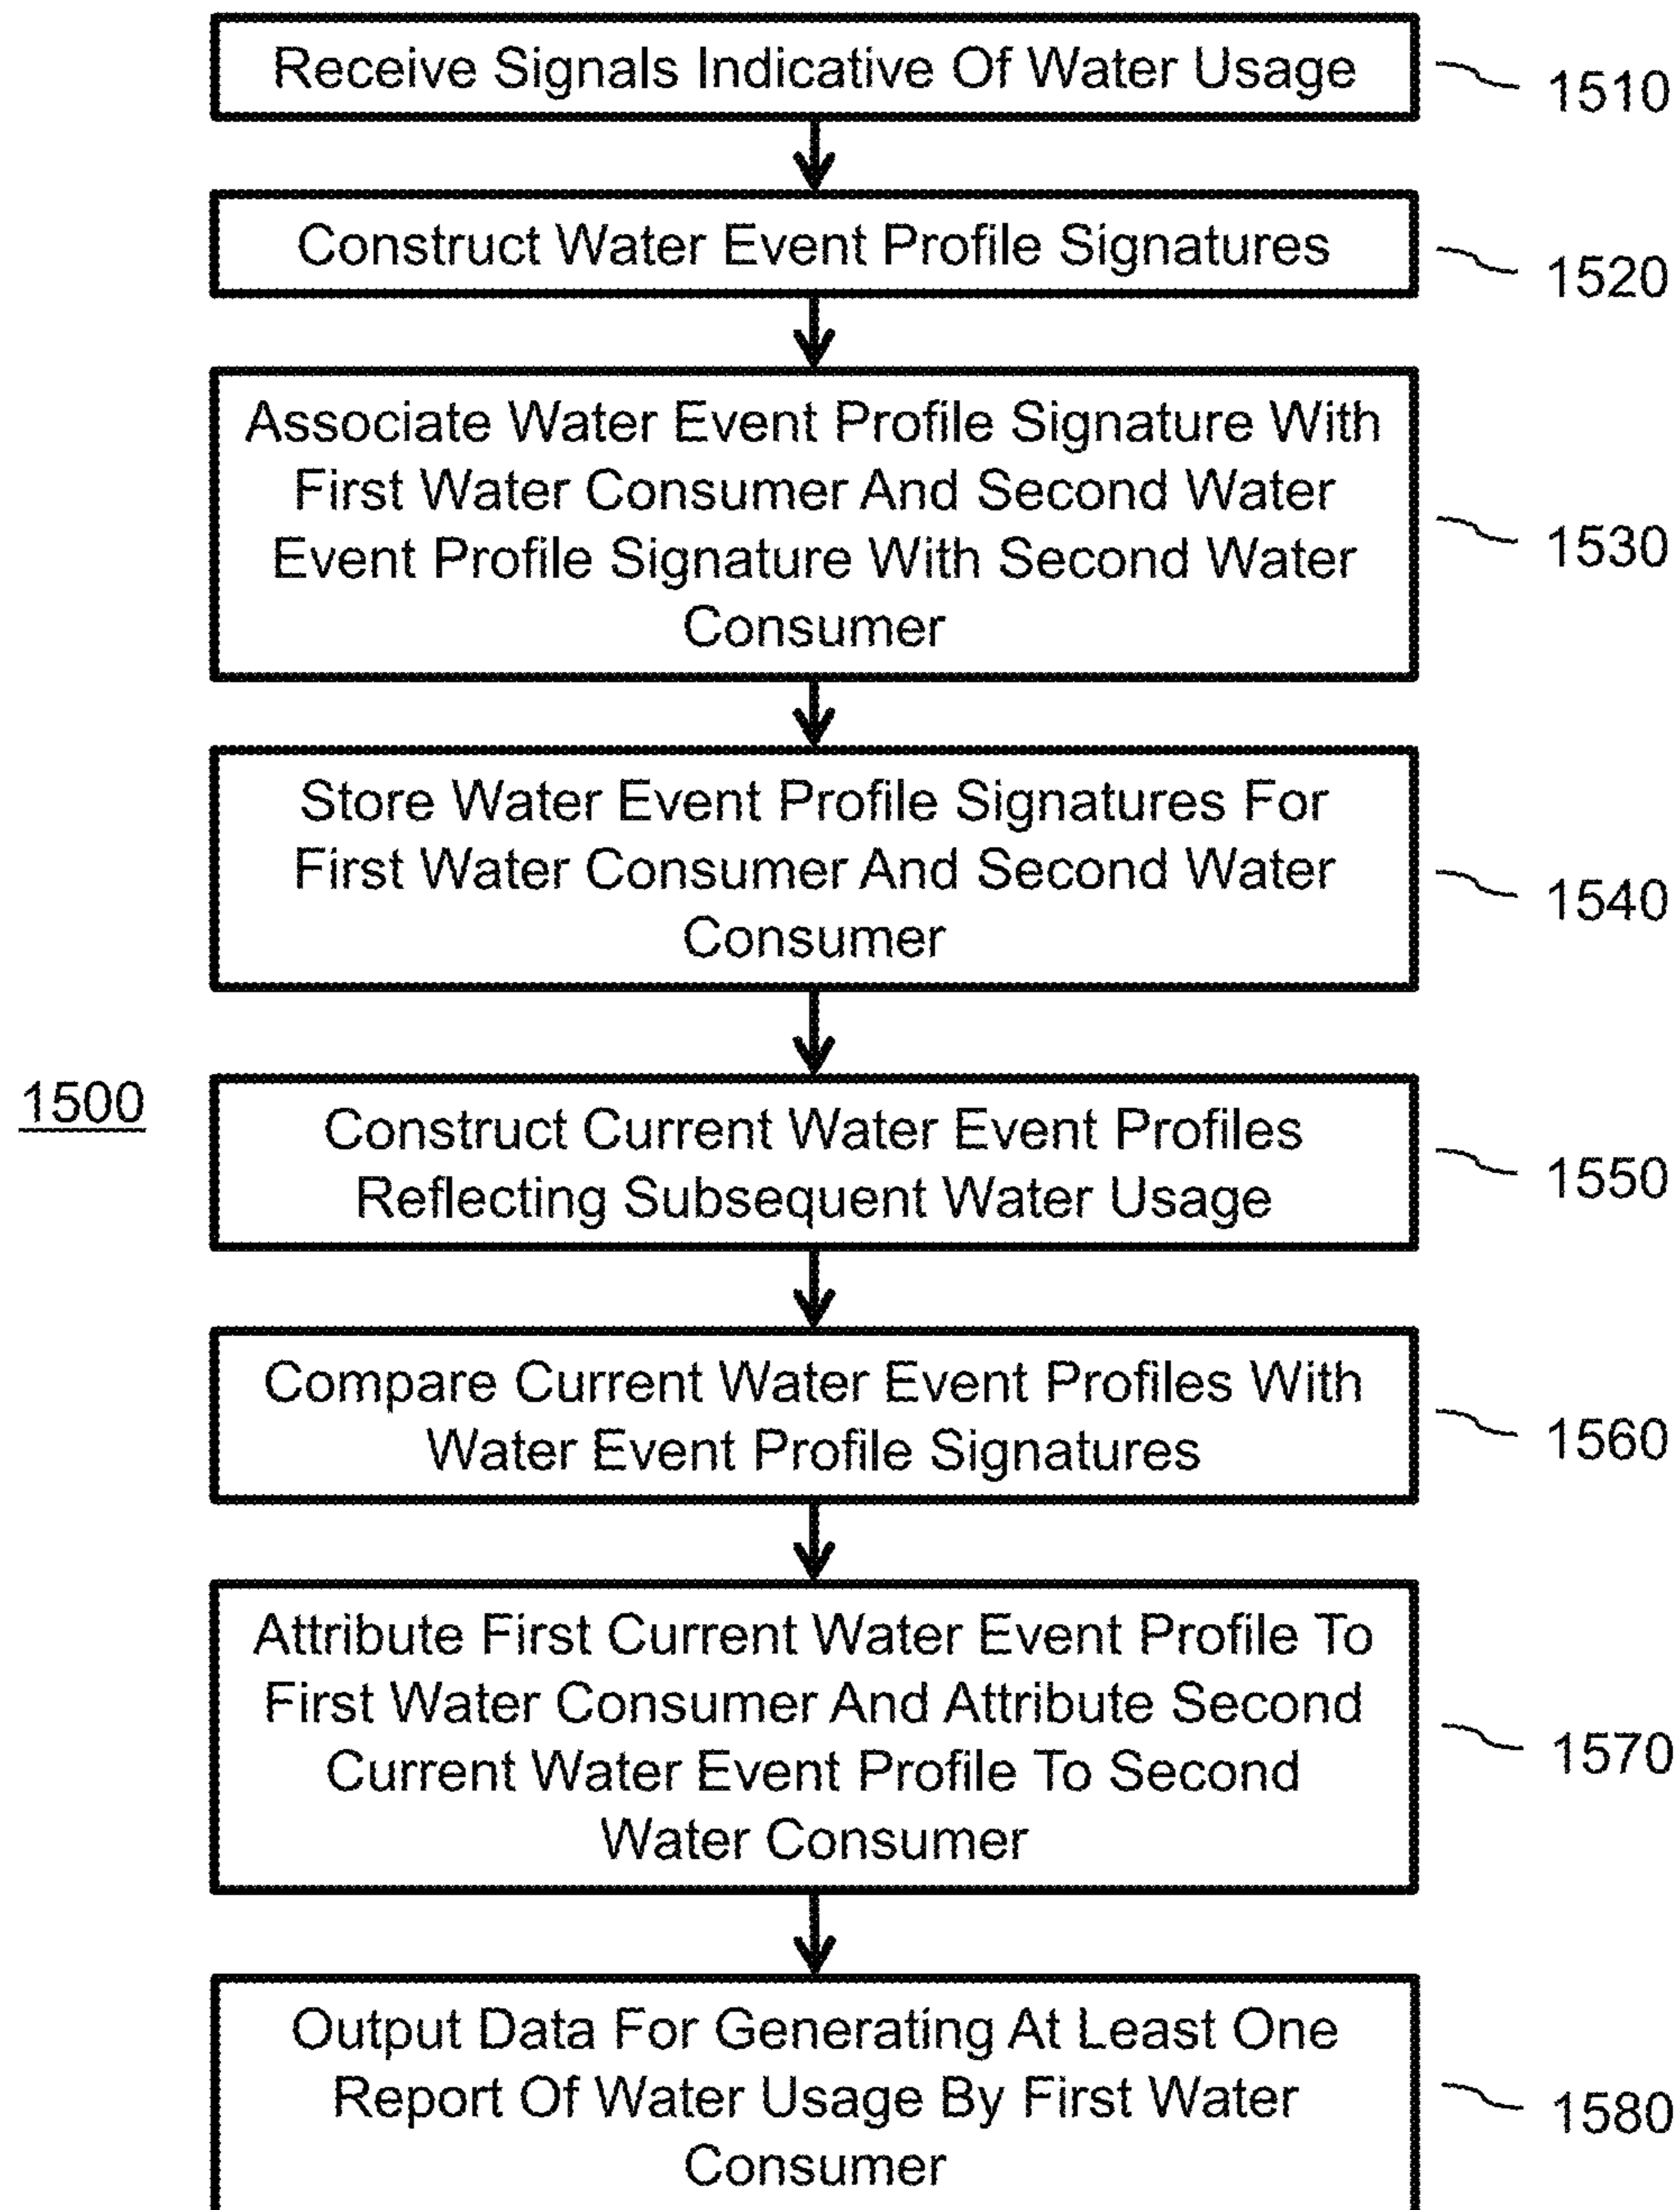 Receive Signals Indicative Of Water Usage
1510
Construct Water Event Profile Signatures
1520
Associate Water Event Profile Signature With
First Water Consumer And Second Water
Event Profile Signature With Second Water
Consumer
1530
Store Water Event Profile Signatures For
First Water Consumer And Second Water
Consumer
1540
1500
Construct Current Water Event Profiles
Reflecting Subsequent Water Usage
1550
Compare Current Water Event Profiles With
Water Event Profile Signatures
1560
Attribute First Current Water Event Profile To
First Water Consumer And Attribute Second
Current Water Event Profile To Second
Water Consumer
1570
Output Data For Generating At Least One
Report Of Water Usage By First Water
Consumer
1580